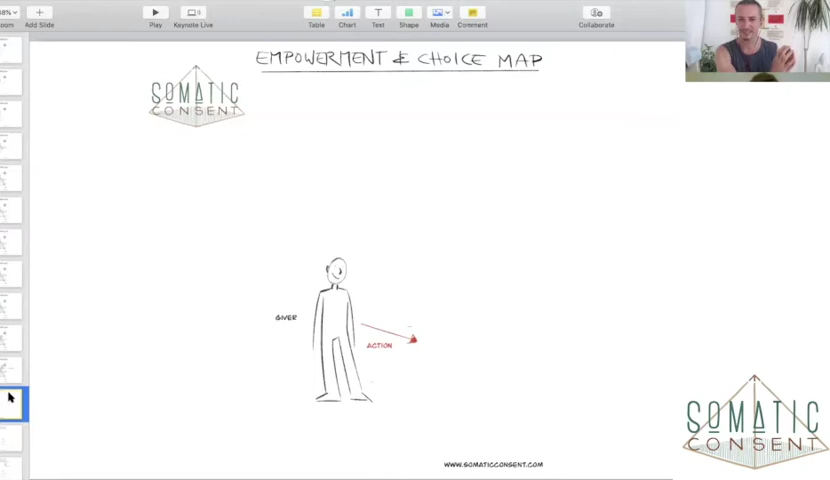 58%
Add Slide
Play
Keynote Live
Table
Chart
Text
Shape
Media
Comment
Collaborate
EMPOWERMENT & CHOICE MAP
SOMATIC
CONSENT
GIVER
ACTION
SOMATIC
CONSENT
WWW.SOMATICCONSENT.COM